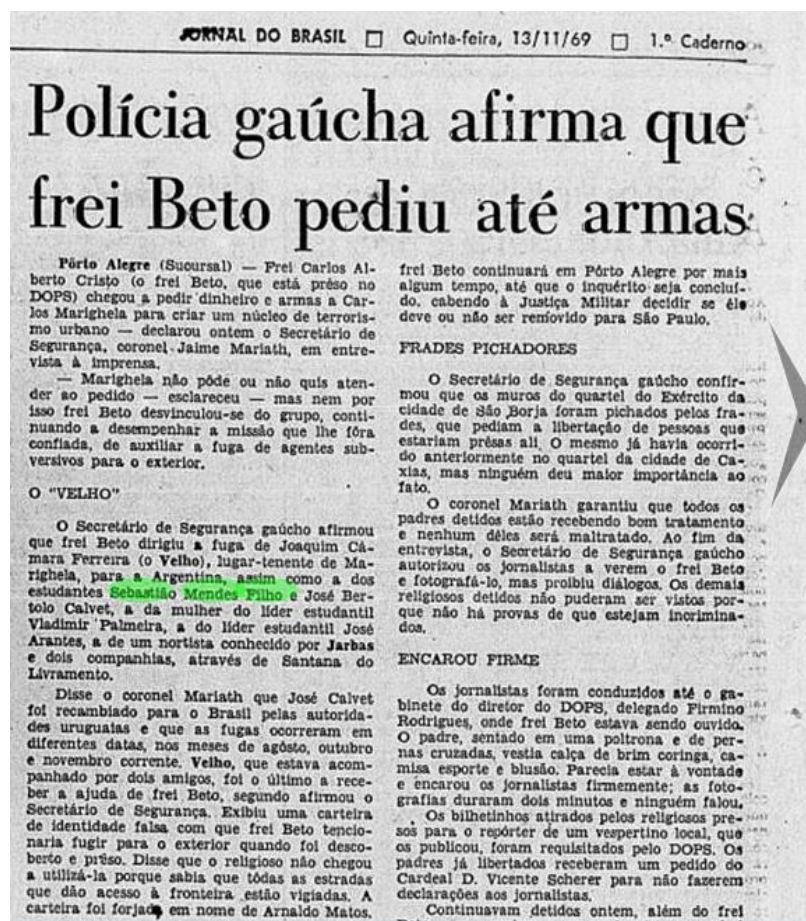 JORNAL DO BRASIL □ Quinta-feira, 13/11/69 □ 1.º Caderno
Polícia gaúcha afirma que
frei Beto pediu até armas
Pôrto Alegre (Sucursal) — Frei Carlos Al-
berto Cristo (o frei Beto, que está prêso no
DOPS) chegou a pedir dinheiro e armas a Car-
los Marighela para criar um núcleo de terroris-
mo urbano — declarou ontem o Secretário de
Segurança, coronel Jaime Mariath, em entre-
vista à imprensa.
— Marighela não pôde ou não quis aten-
der ao pedido — esclareceu — mas nem por
isso frei Beto desvinculou-se do grupo, conti-
nuando a desempenhar a missão que lhe fôra
confiada, de auxiliar a fuga de agentes sub-
versivos para o exterior.
O "VELHO"
O Secretário de Segurança gaúcho afirmou
que frei Beto dirigiu a fuga de Joaquim Câ-
mara Ferreira (o Velho), lugar-tenente de Ma-
righela, para a Argentina, assim como a dos
estudantes Sebastião Mendes Filho e José Ber-
tolo Calvet, a da mulher do líder estudantil
Vladimir Palmeira, a do líder estudantil José
Arantes, a de um nortista conhecido por Jarbas
e dois companhias, através de Santana do
Livramento.
Disse o coronel Mariath que José Calvet
foi recambiado para o Brasil pelas autorida-
des uruguaias e que as fugas ocorreram em
diferentes datas, nos meses de agôsto, outubro
e novembro corrente. Velho, que estava acom-
panhado por dois amigos, foi o último a rece-
ber a ajuda de frei Beto, segundo afirmou o
Secretário de Segurança. Exibiu uma carteira
de identidade falsa com que frei Beto tencio-
naria fugir para o exterior quando foi desco-
berto e prêso. Disse que o religioso não chegou
a utilizá-la porque sabia que tôdas as estradas
que dão acesso à fronteira estão vigiadas. A
carteira foi forjada em nome de Arnaldo Matos.
frei Beto continuará em Pôrto Alegre por mais
algum tempo, até que o inquérito seja concluí-
do, cabendo à Justiça Militar decidir se êle
deve ou não ser removido para São Paulo.
FRADES PICHADORES
O Secretário de Segurança gaúcho confir-
mou que os muros do quartel do Exército da
cidade de São Borja foram pichados pelos fra-
des, que pediam a libertação de pessoas que
estariam prêsas ali. O mesmo já havia ocorri-
do anteriormente no quartel da cidade de Ca-
xias, mas ninguém deu maior importância ao
fato.
O coronel Mariath garantiu que todos os
padres detidos estão recebendo bom tratamento
e nenhum dêles será maltratado. Ao fim da
entrevista, o Secretário de Segurança gaúcho
autorizou os jornalistas a verem o frei Beto
e fotografá-lo, mas proibiu diálogos. Os demais
religiosos detidos não puderam ser vistos por-
que não há provas de que estejam incrimina-
dos.
ENCAROU FIRME
Os jornalistas foram conduzidos até o ga-
binete do diretor do DOPS, delegado Firmino
Rodrigues, onde frei Beto estava sendo ouvido.
O padre, sentado em uma poltrona e de per-
nas cruzadas, vestia calça de brim coringa, ca-
misa esporte e blusão. Parecia estar à vontade
e encarou os jornalistas firmemente; as foto-
grafias duraram dois minutos e ninguém falou.
Os bilhetinhos atirados pelos religiosos pre-
sos para o repórter de um vespertino local, que
os publicou, foram requisitados pelo DOPS. Os
padres já libertados receberam um pedido do
Cardeal D. Vicente Scherer para não fazerem
declarações aos jornalistas.
Continuavam detidos ontem, além do frei